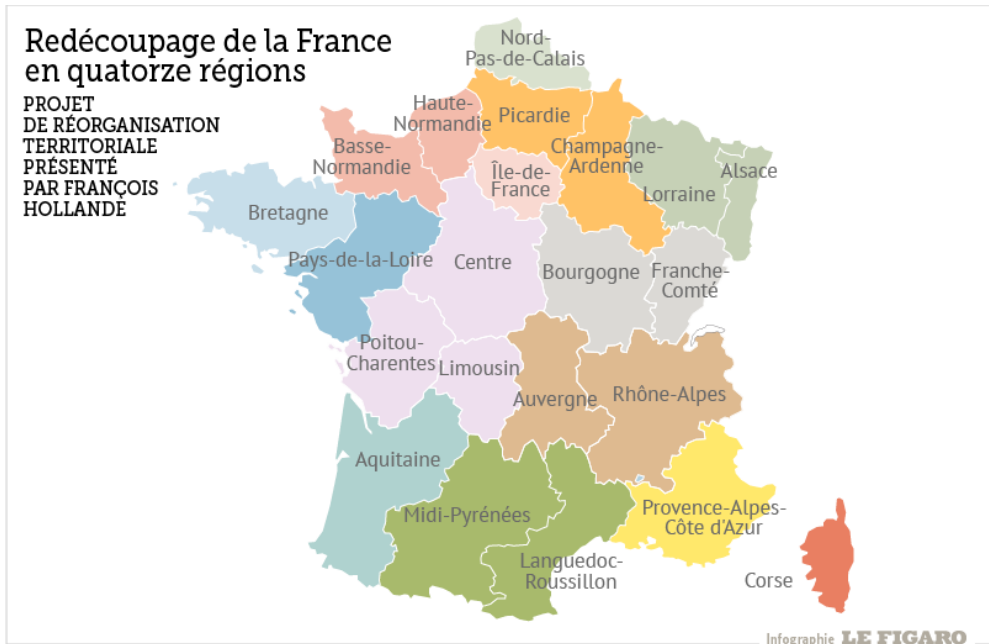 Redécoupage de la France
en quatorze régions
PROJET
DE RÉORGANISATION
TERRITORIALE
PRÉSENTÉ
PAR FRANÇOIS
HOLLANDE
Nord-
Pas-de-Calais
Haute-
Normandie
Picardie
Basse-
Normandie
Île-de-
France
Champagne-
Ardenne
Lorraine
Alsace
Bretagne
Pays-de-la-Loire
Centre
Bourgogne
Franche-
Comté
Poitou-
Charentes
Limousin
Auvergne
Rhône-Alpes
Aquitaine
Midi-Pyrénées
Languedoc-
Roussillon
Provence-Alpes-
Côte d'Azur
Corse
Infographie LE FIGARO